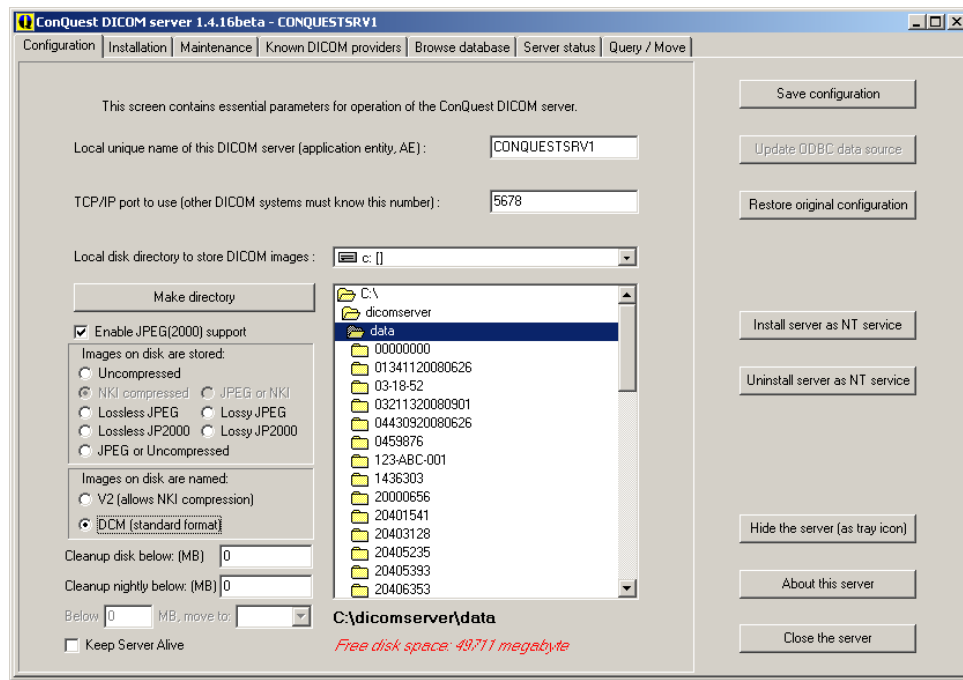 ConQuest DICOM server 1.4.16beta - CONQUESTSRV1
Configuration Installation Maintenance Known DICOM providers Browse database Server status Query / Move
This screen contains essential parameters for operation of the ConQuest DICOM server.
Local unique name of this DICOM server (application entity, AE) : CONQUESTSRV1
TCP/IP port to use (other DICOM systems must know this number) : 5678
Local disk directory to store DICOM images : c: []
Make directory
Enable JPEG(2000) support
Images on disk are stored:
Uncompressed
NKI compressed JPEG or NKI
Lossless JPEG Lossy JPEG
Lossless JP2000 Lossy JP2000
JPEG or Uncompressed
Images on disk are named:
V2 (allows NKI compression)
DCM (standard format)
Cleanup disk below: (MB) 0
Cleanup nightly below: (MB) 0
Below 0 MB, move to:
Keep Server Alive
C:\
dicomserver
data
00000000
01341120080626
03-18-52
03211320080901
04430920080626
0459876
123-ABC-001
1436303
20000656
20401541
20403128
20405235
20405393
20406353
C:\dicomserver\data
Free disk space: 49711 megabyte
Save configuration
Update ODBC data source
Restore original configuration
Install server as NT service
Uninstall server as NT service
Hide the server (as tray icon)
About this server
Close the server